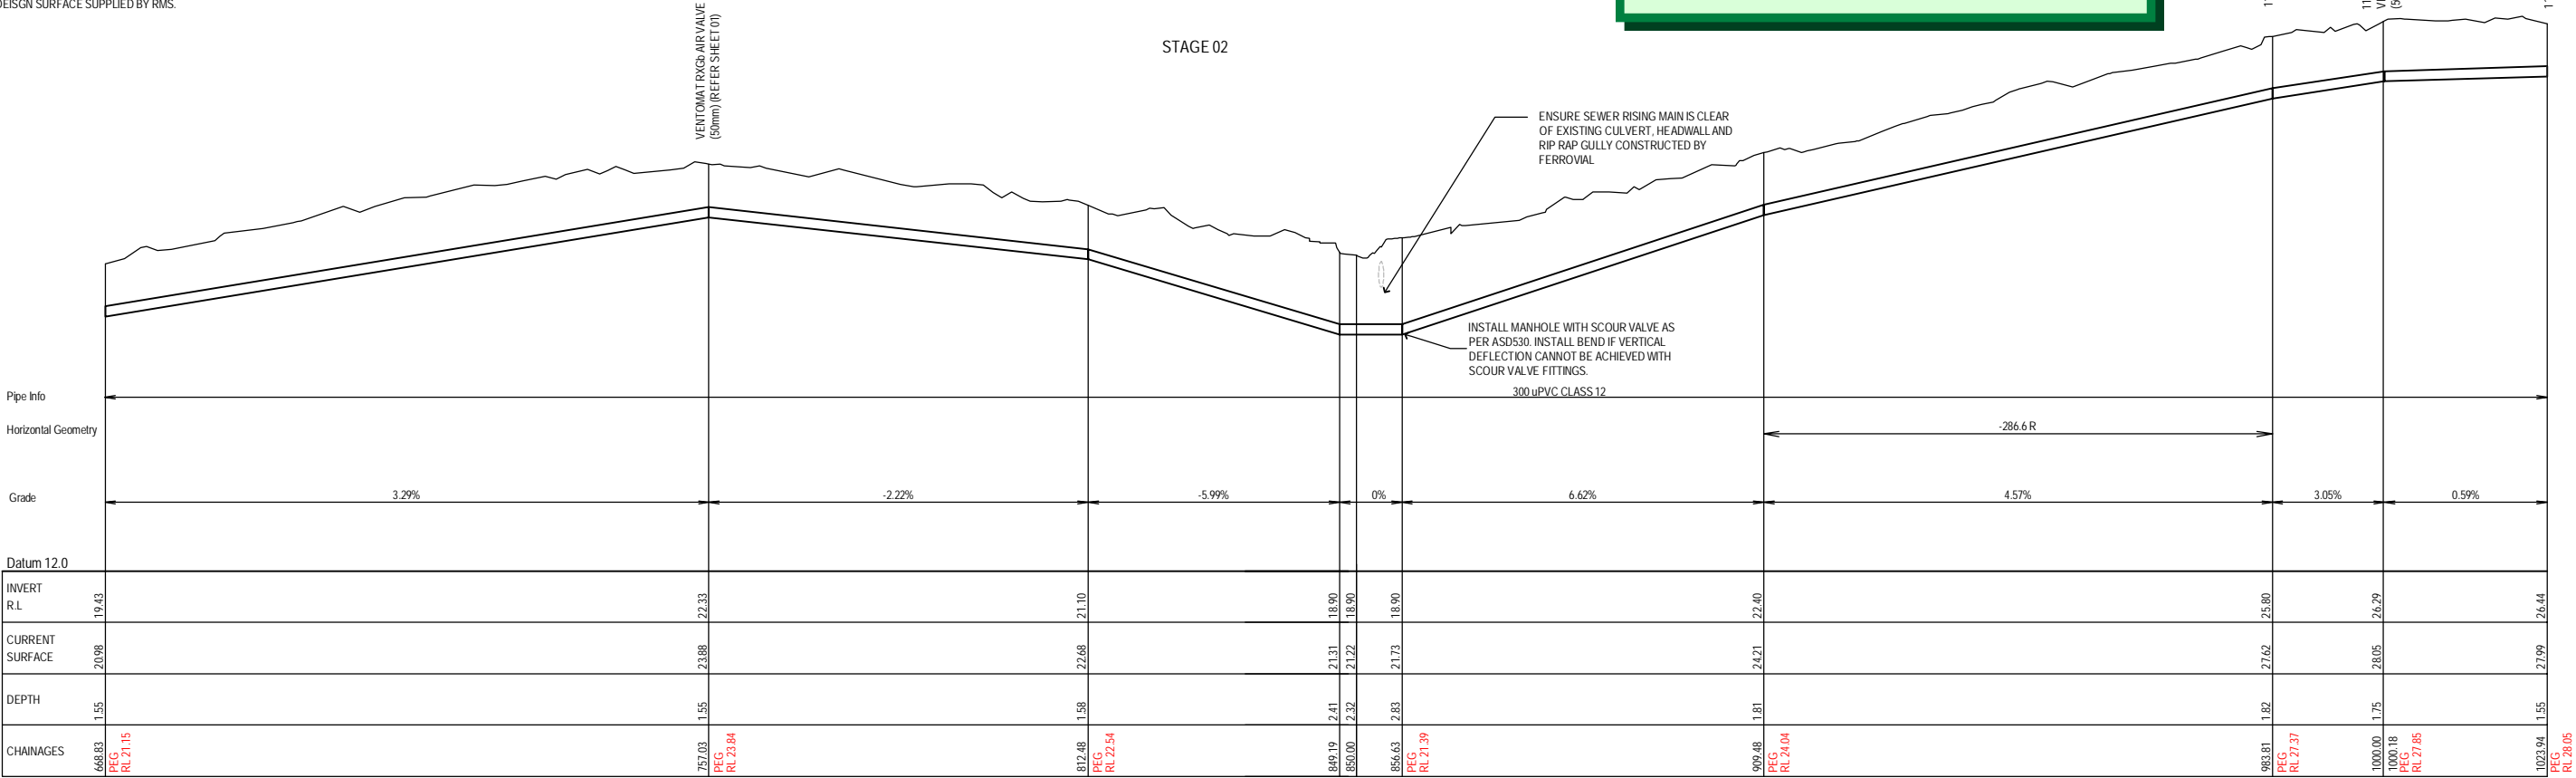 DEISGN SURFACE SUPPLIED BY RMS.
VENTOMAT RXGb AIR VALVE
(50mm) (REFER SHEET 01)
STAGE 02
ENSURE SEWER RISING MAIN IS CLEAR
OF EXISTING CULVERT, HEADWALL AND
RIP RAP GULLY CONSTRUCTED BY
FERROVIAL
INSTALL MANHOLE WITH SCOUR VALVE AS
PER ASD530. INSTALL BEND IF VERTICAL
DEFLECTION CANNOT BE ACHIEVED WITH
SCOUR VALVE FITTINGS.
Pipe Info
300 uPVC CLASS 12
Horizontal Geometry
-286.6 R
Grade
3.29%
-2.22%
-5.99%
0%
6.62%
4.57%
3.05%
0.59%
Datum 12.0
INVERT
R.L
19.43
22.33
21.10
18.90
18.90
18.90
22.40
25.80
26.29
26.44
CURRENT
SURFACE
20.98
23.88
22.68
21.31
21.22
21.73
24.21
27.62
28.05
27.99
DEPTH
1.55
1.55
1.58
2.41
2.32
2.83
1.81
1.82
1.75
1.55
CHAINAGES
668.83
PEG
RL 21.15
757.03
PEG
RL 23.84
812.48
PEG
RL 22.54
849.19
850.00
856.63
PEG
RL 21.39
909.48
PEG
RL 24.04
983.81
PEG
RL 27.37
1000.00
1000.18
PEG
RL 27.85
1023.94
PEG
RL 28.05